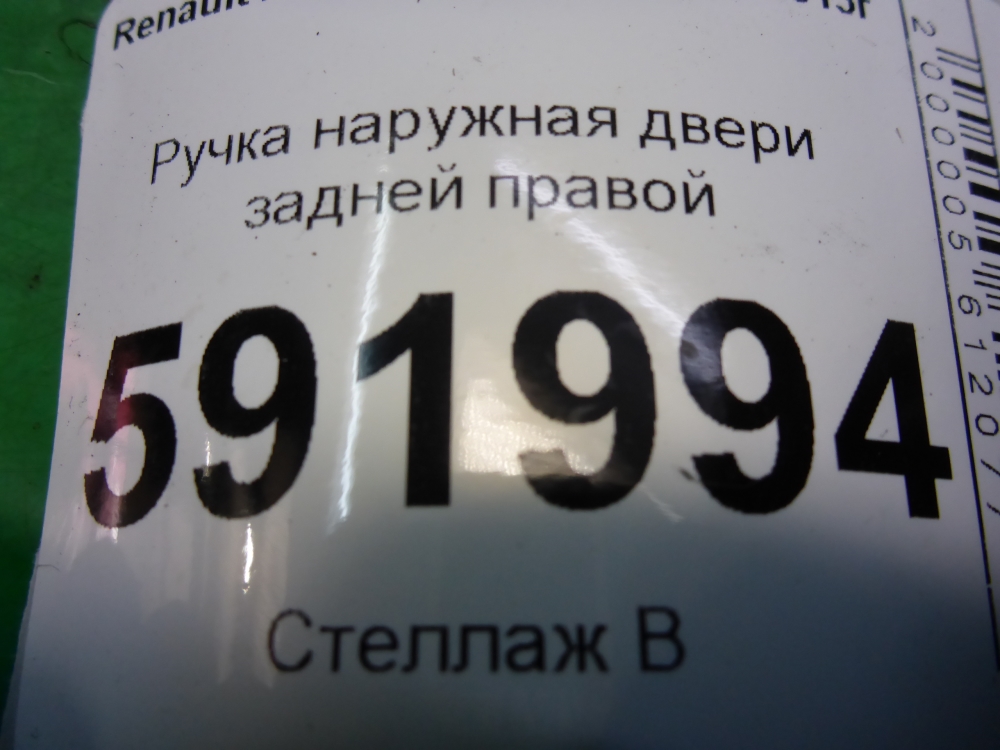 Renault
Ручка наружная двери
задней правой
591994
Стеллаж В